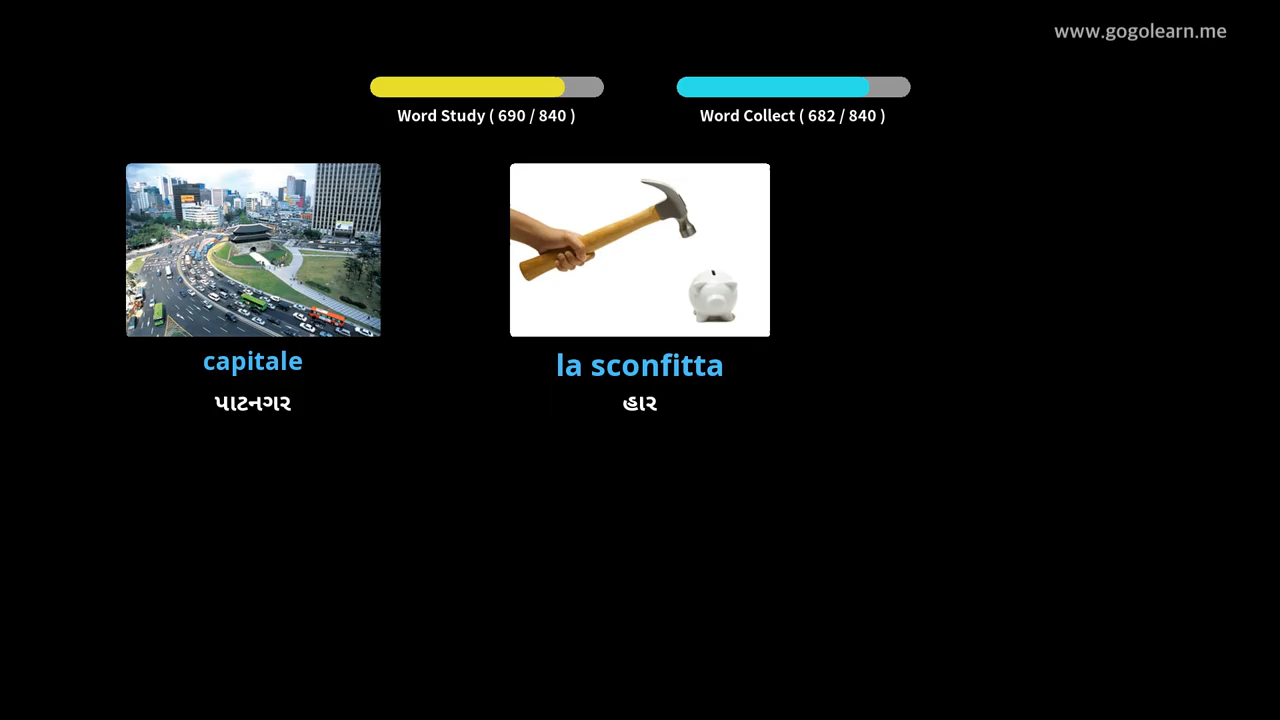 www.gogolearn.me
Word Study ( 690 / 840 )
Word Collect ( 682 / 840 )
capitale
પાટનગર
la sconfitta
હાર